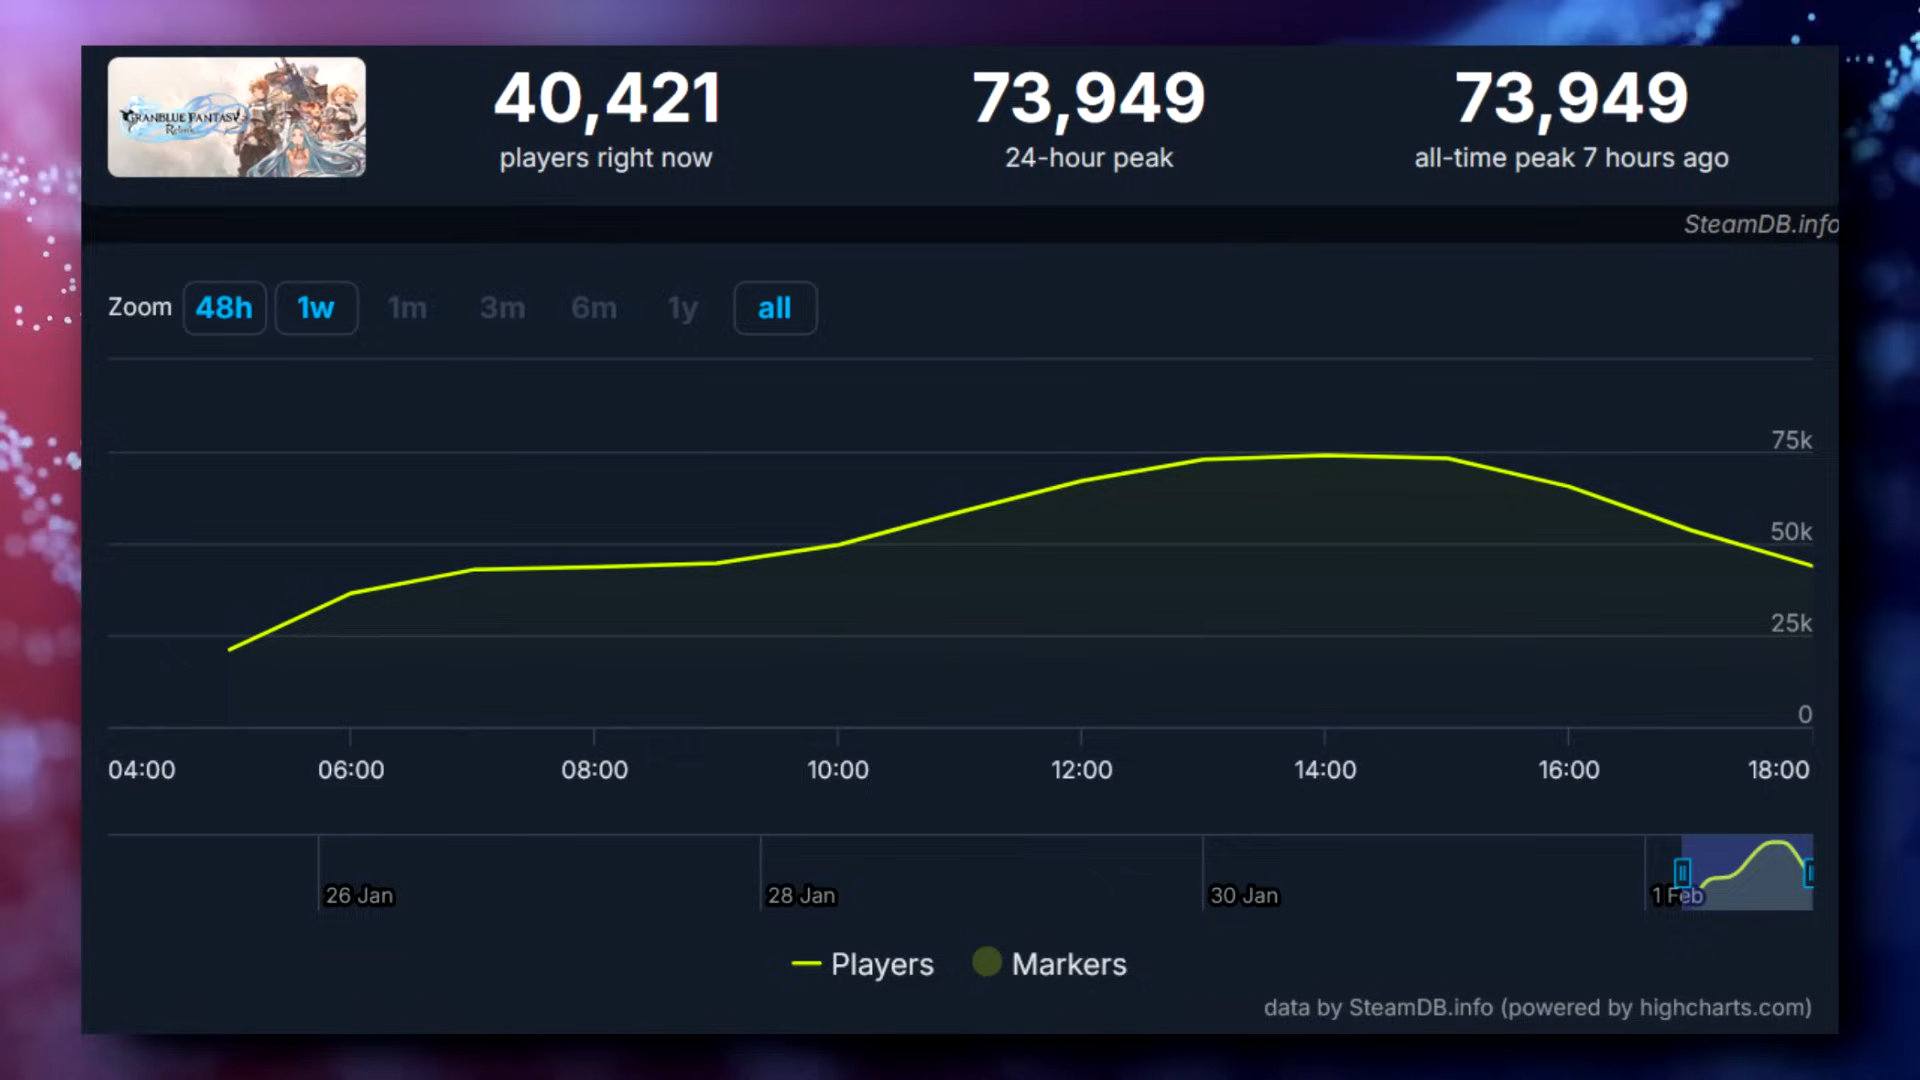 GRANBLUE FANTASY
Relink
40,421
players right now
73,949
24-hour peak
73,949
all-time peak 7 hours ago
SteamDB.info
Zoom 48h 1w 1m 3m 6m 1y all
75k
50k
25k
0
04:00 06:00 08:00 10:00 12:00 14:00 16:00 18:00
26 Jan 28 Jan 30 Jan 1 Feb
Players Markers
data by SteamDB.info (powered by highcharts.com)